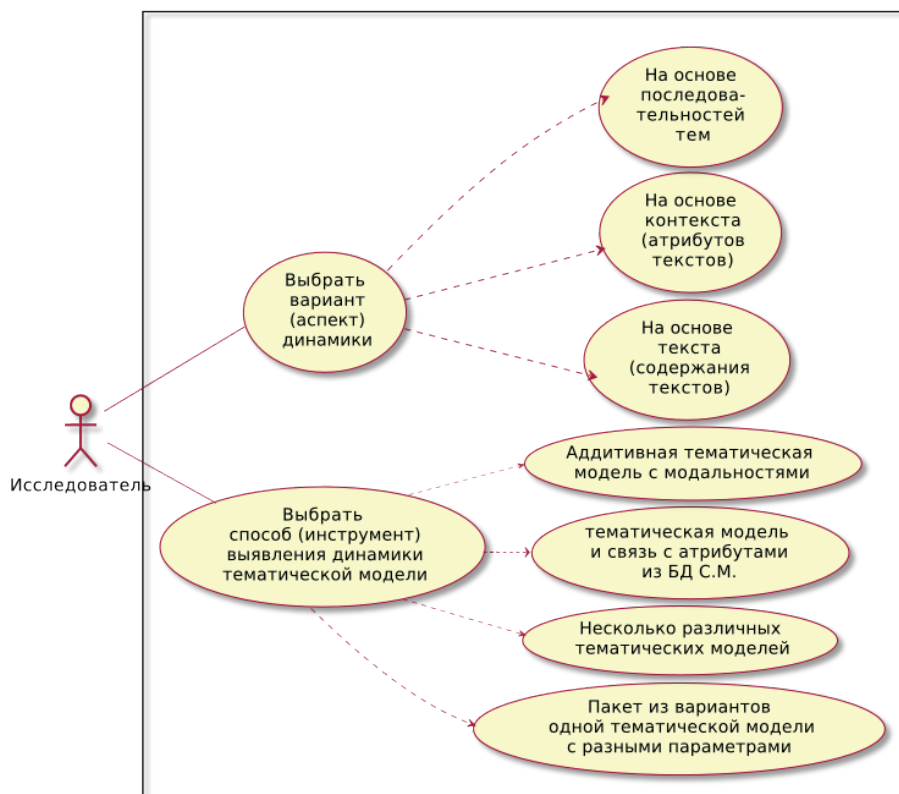 На основе
последова-
тельностей
тем
На основе
контекста
(атрибутов
текстов)
Выбрать
вариант
(аспект)
динамики
На основе
текста
(содержания
текстов)
Исследователь
Аддитивная тематическая
модель с модальностями
Выбрать
способ (инструмент)
выявления динамики
тематической модели
тематическая модель
и связь с атрибутами
из БД С.М.
Несколько различных
тематических моделей
Пакет из вариантов
одной тематической модели
с разными параметрами